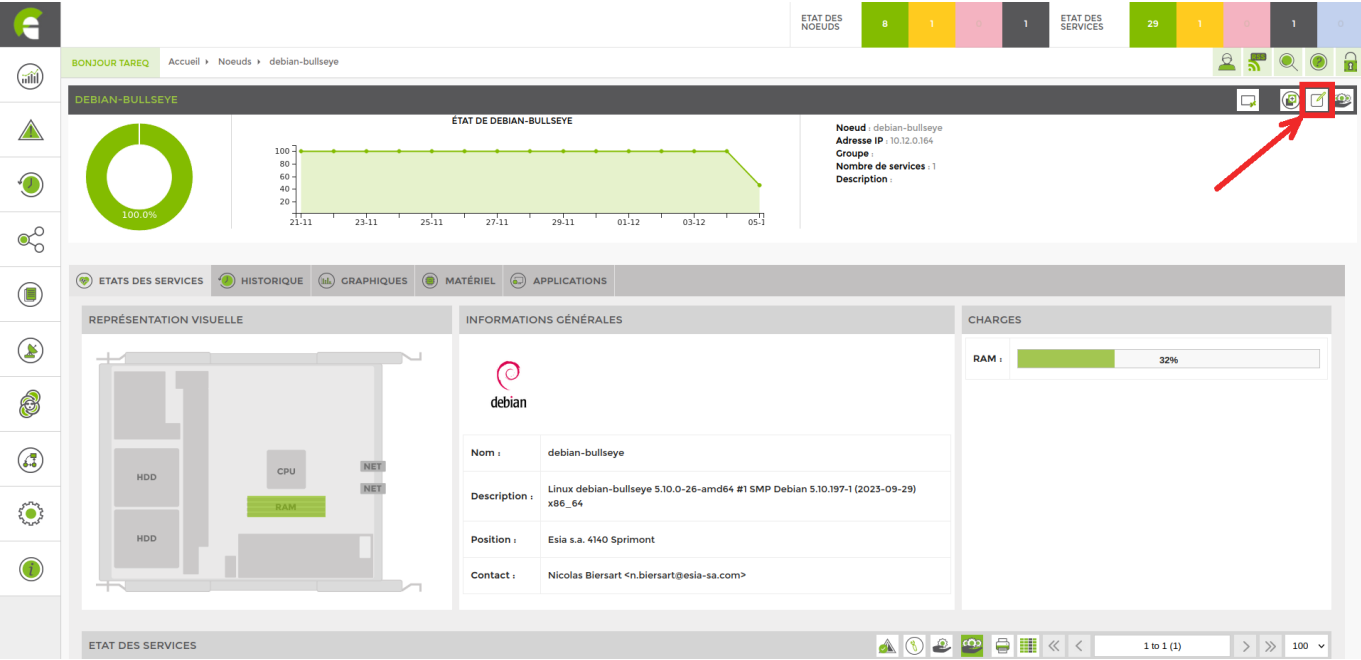 ETAT DES NOEUDS
8
1
0
1
ETAT DES SERVICES
29
1
0
1
0
BONJOUR TAREQ
Accueil
Noeuds
debian-bullseye
DEBIAN-BULLSEYE
ÉTAT DE DEBIAN-BULLSEYE
100.0%
100
80
60
40
20
21-11
23-11
25-11
27-11
29-11
01-12
03-12
05-1
Noeud : debian-bullseye
Adresse IP : 10.12.0.164
Groupe :
Nombre de services : 1
Description :
ETATS DES SERVICES
HISTORIQUE
GRAPHIQUES
MATÉRIEL
APPLICATIONS
REPRÉSENTATION VISUELLE
HDD
HDD
CPU
RAM
NET
NET
INFORMATIONS GÉNÉRALES
debian
Nom : debian-bullseye
Description : Linux debian-bullseye 5.10.0-26-amd64 #1 SMP Debian 5.10.197-1 (2023-09-29)
x86_64
Position : Esia s.a. 4140 Sprimont
Contact : Nicolas Biersart <n.biersart@esia-sa.com>
CHARGES
RAM : 32%
ETAT DES SERVICES
1 to 1 (1)
100